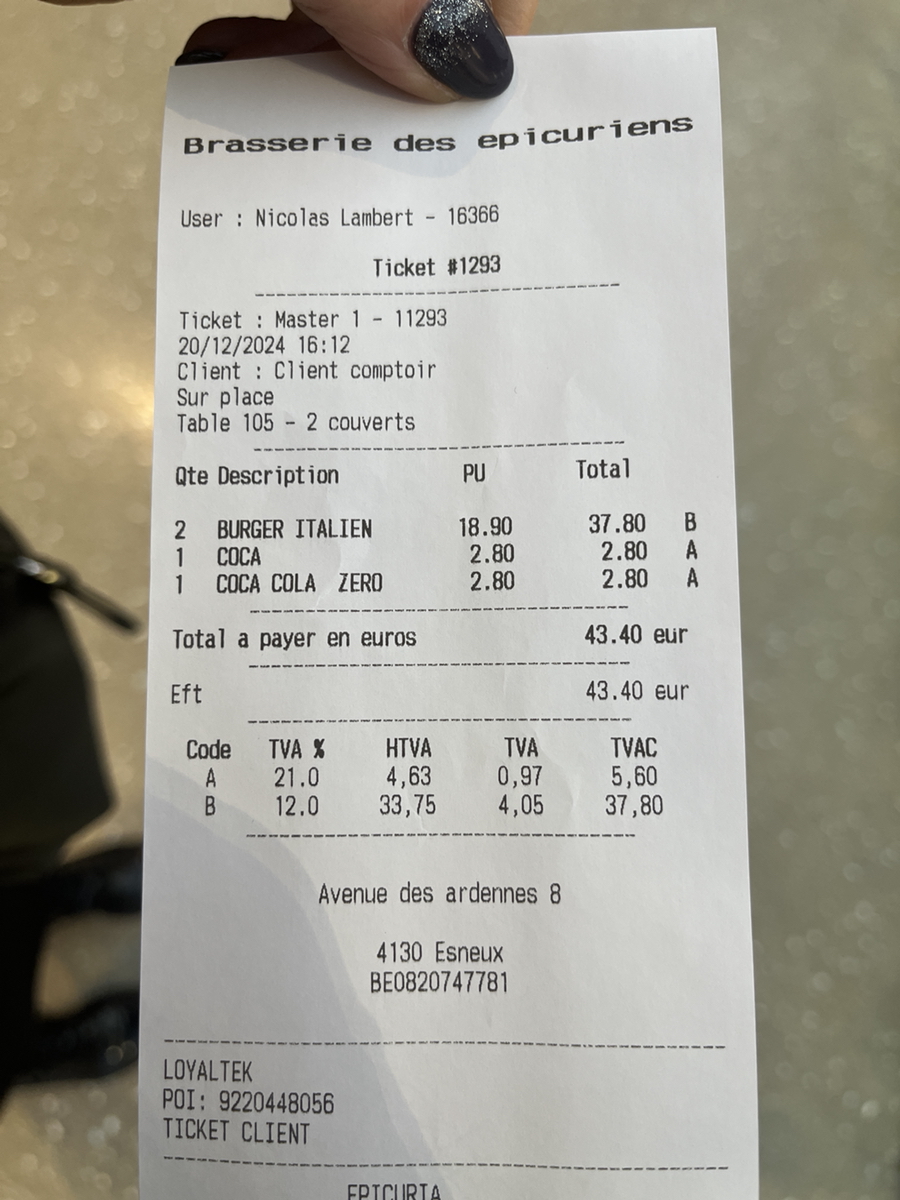 Brasserie des epicuriens
User : Nicolas Lambert - 16366
Ticket #1293
Ticket : Master 1 - 11293
20/12/2024 16:12
Client : Client comptoir
Sur place
Table 105 - 2 couverts
Qte Description PU Total
2 BURGER ITALIEN 18.90 37.80 B
1 COCA 2.80 2.80 A
1 COCA COLA ZERO 2.80 2.80 A
Total a payer en euros 43.40 eur
Eft 43.40 eur
Code TVA % HTVA TVA TVAC
A 21.0 4,63 0,97 5,60
B 12.0 33,75 4,05 37,80
Avenue des ardennes 8
4130 Esneux
BE0820747781
LOYALTEK
POI: 9220448056
TICKET CLIENT
EPICURIA